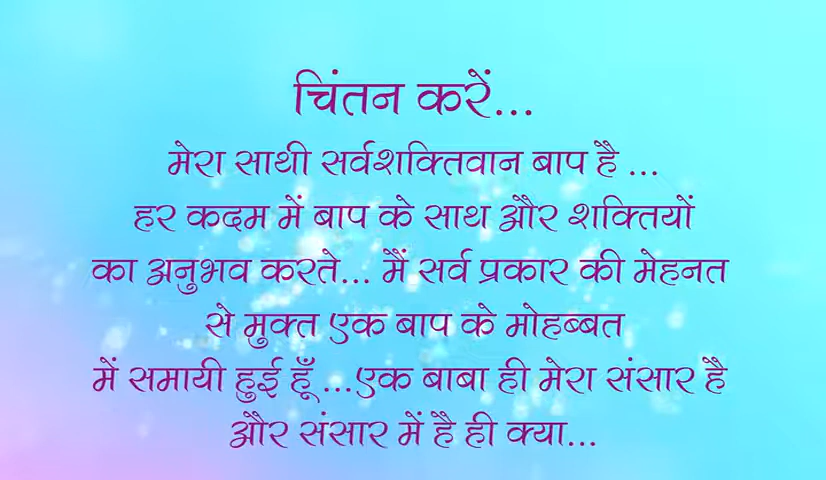 चिंतन करें...
मेरा साथी सर्वशक्तिवान बाप है ...
हर कदम में बाप के साथ और शक्तियों
का अनुभव करते... मैं सर्व प्रकार की मेहनत
से मुक्त एक बाप के मोहब्बत
में समायी हुई हूँ ...एक बाबा ही मेरा संसार है
और संसार में है ही क्या...